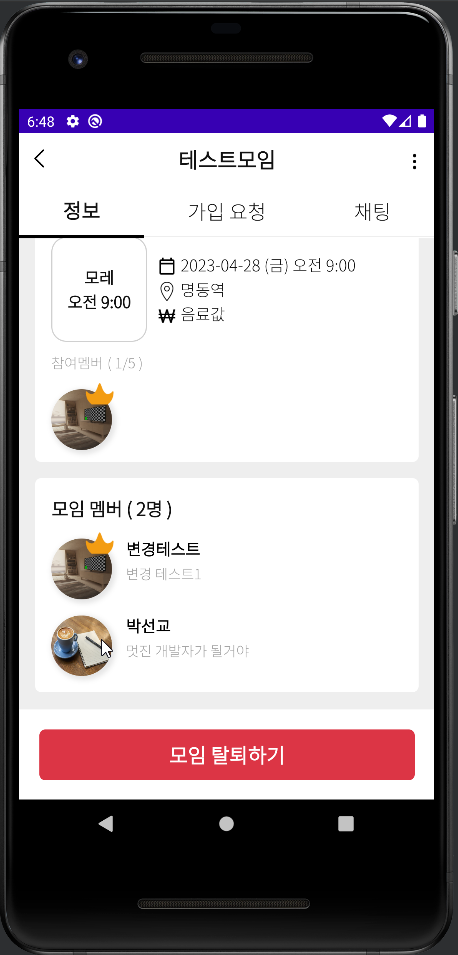 6:48
테스트모임
정보 가입 요청 채팅
모레
오전 9:00
2023-04-28 (금) 오전 9:00
명동역
음료값
참여멤버 ( 1/5 )
모임 멤버 ( 2명 )
변경테스트
변경 테스트1
박선교
멋진 개발자가 될거야
모임 탈퇴하기